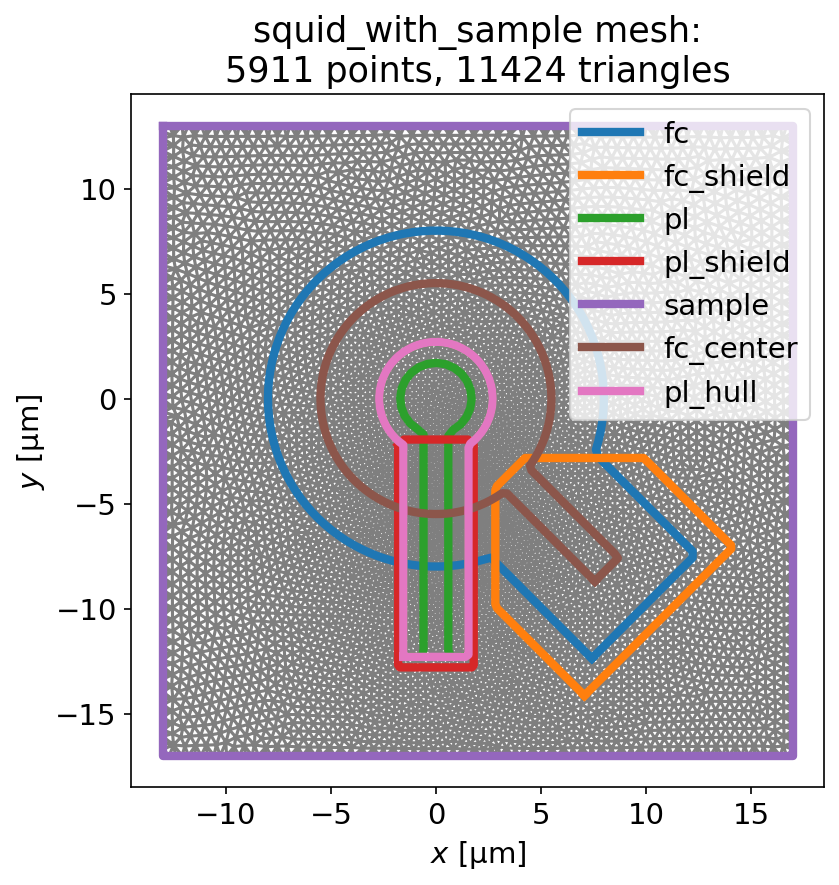 squid_with_sample mesh:
5911 points, 11424 triangles
fc
fc_shield
pl
pl_shield
sample
fc_center
pl_hull
10
5
0
−5
−10
−15
y [µm]
−10
−5
0
5
10
15
x [µm]